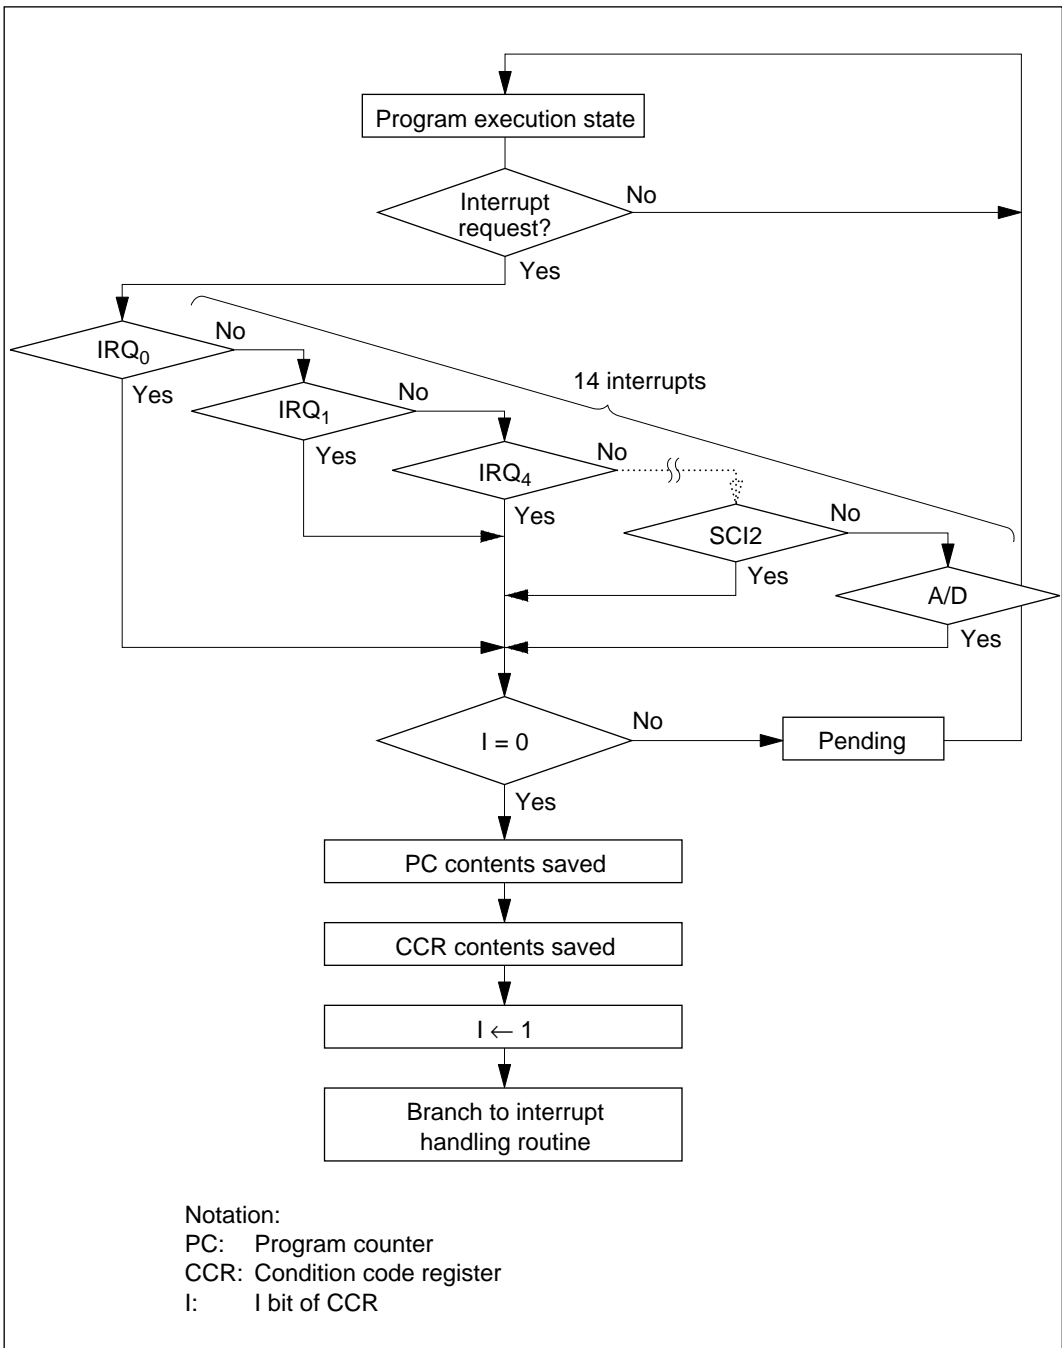 Program execution state
Interrupt
request?
No
Yes
IRQ0
No
Yes
14 interrupts
IRQ1
No
Yes
IRQ4
No
Yes
SCI2
No
Yes
A/D
Yes
I = 0
No
Pending
Yes
PC contents saved
CCR contents saved
I ← 1
Branch to interrupt
handling routine
Notation:
PC: Program counter
CCR: Condition code register
I: I bit of CCR